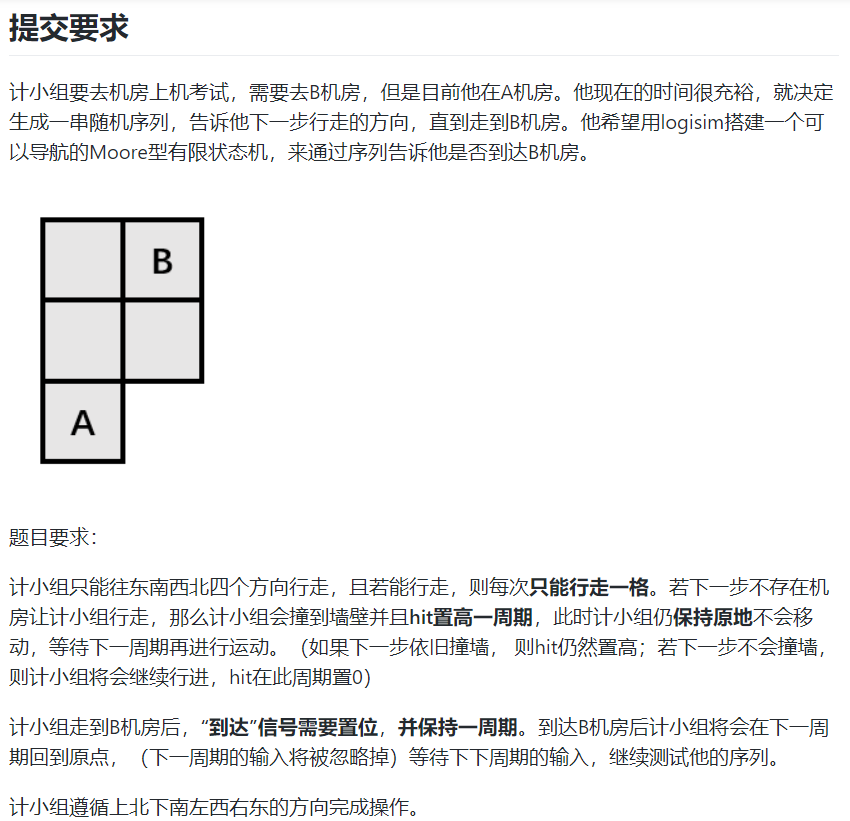 提交要求
计小组要去机房上机考试，需要去B机房，但是目前他在A机房。他现在的时间很充裕，就决定
生成一串随机序列，告诉他下一步行走的方向，直到走到B机房。他希望用logisim搭建一个可
以导航的Moore型有限状态机，来通过序列告诉他是否到达B机房。
B
A
题目要求：
计小组只能往东南西北四个方向行走，且若能行走，则每次只能行走一格。若下一步不存在机
房让计小组行走，那么计小组会撞到墙壁并且hit置高一周期，此时计小组仍保持原地不会移
动，等待下一周期再进行运动。（如果下一步依旧撞墙， 则hit仍然置高；若下一步不会撞墙，
则计小组将会继续行进，hit在此周期置0）
计小组走到B机房后，“到达”信号需要置位，并保持一周期。到达B机房后计小组将会在下一周
期回到原点，（下一周期的输入将被忽略掉）等待下下周期的输入，继续测试他的序列。
计小组遵循上北下南左西右东的方向完成操作。